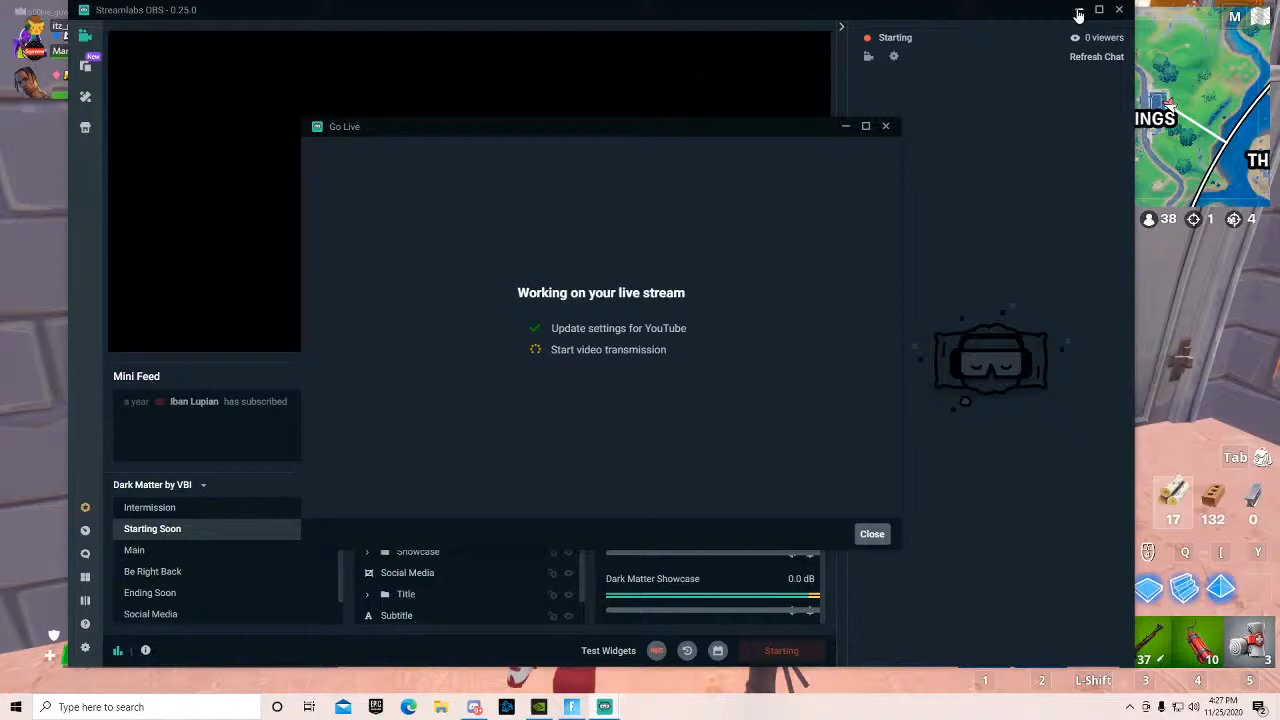 Streamlabs OBS - 0.25.0
M
New
Starting
0 viewers
Refresh Chat
Go Live
INGS
TH
38
1
4
Working on your live stream
Update settings for YouTube
Start video transmission
Mini Feed
a year
Iban Lupian has subscribed
Dark Matter by VBI
Intermission
Starting Soon
Main
Be Right Back
Ending Soon
Social Media
Close
Showcase
Social Media
Title
Subtitle
Dark Matter Showcase
0.0 dB
Test Widgets
REC
Starting
Tab
17
132
0
Q
[
Y
37
10
3
1
2
L-Shift
3
4
5
Type here to search
EPIC
4:27 PM
11/25/2020